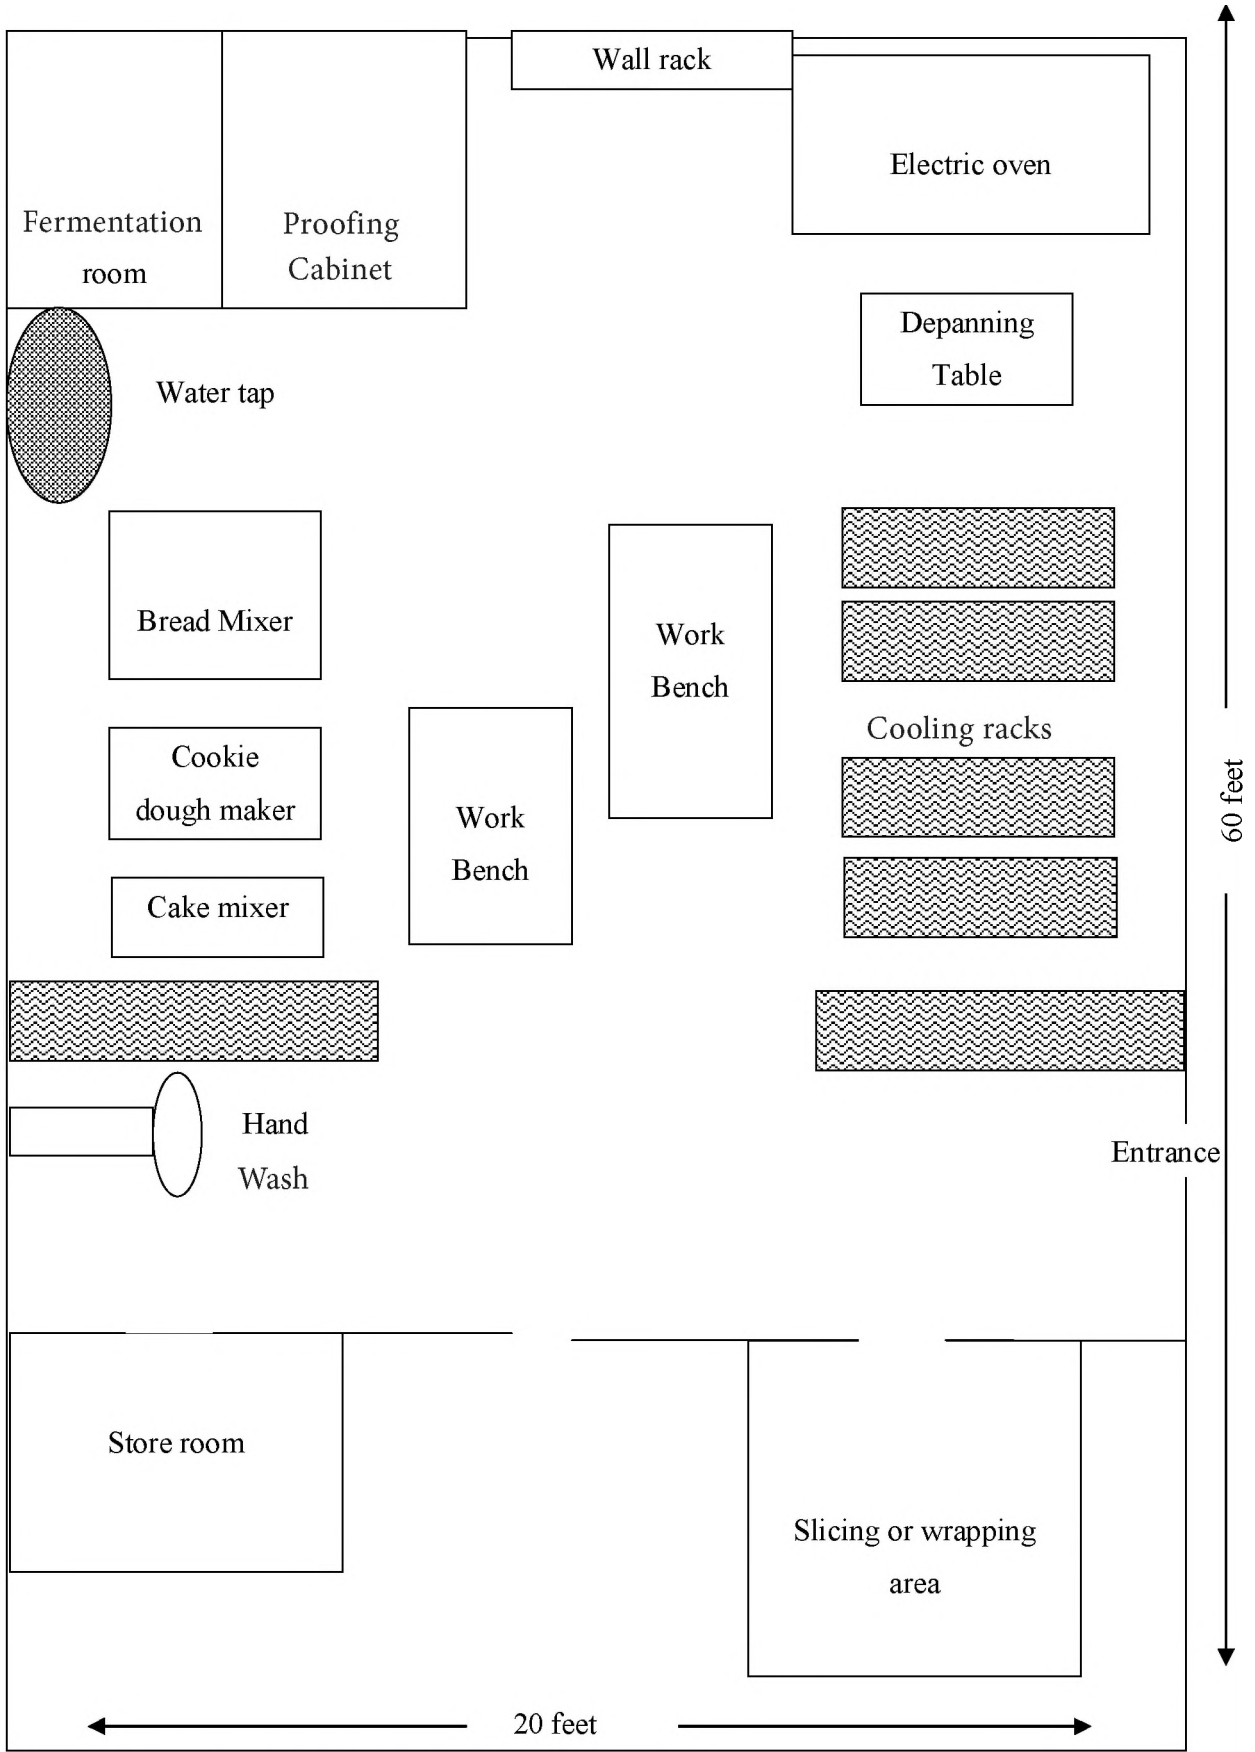 Wall rack
Electric oven
Fermentation
room
Proofing
Cabinet
Depanning
Table
Water tap
Bread Mixer
Work
Bench
Cooling racks
Cookie
dough maker
Work
Bench
60 feet
Cake mixer
Hand
Wash
Entrance
Store room
Slicing or wrapping
area
20 feet